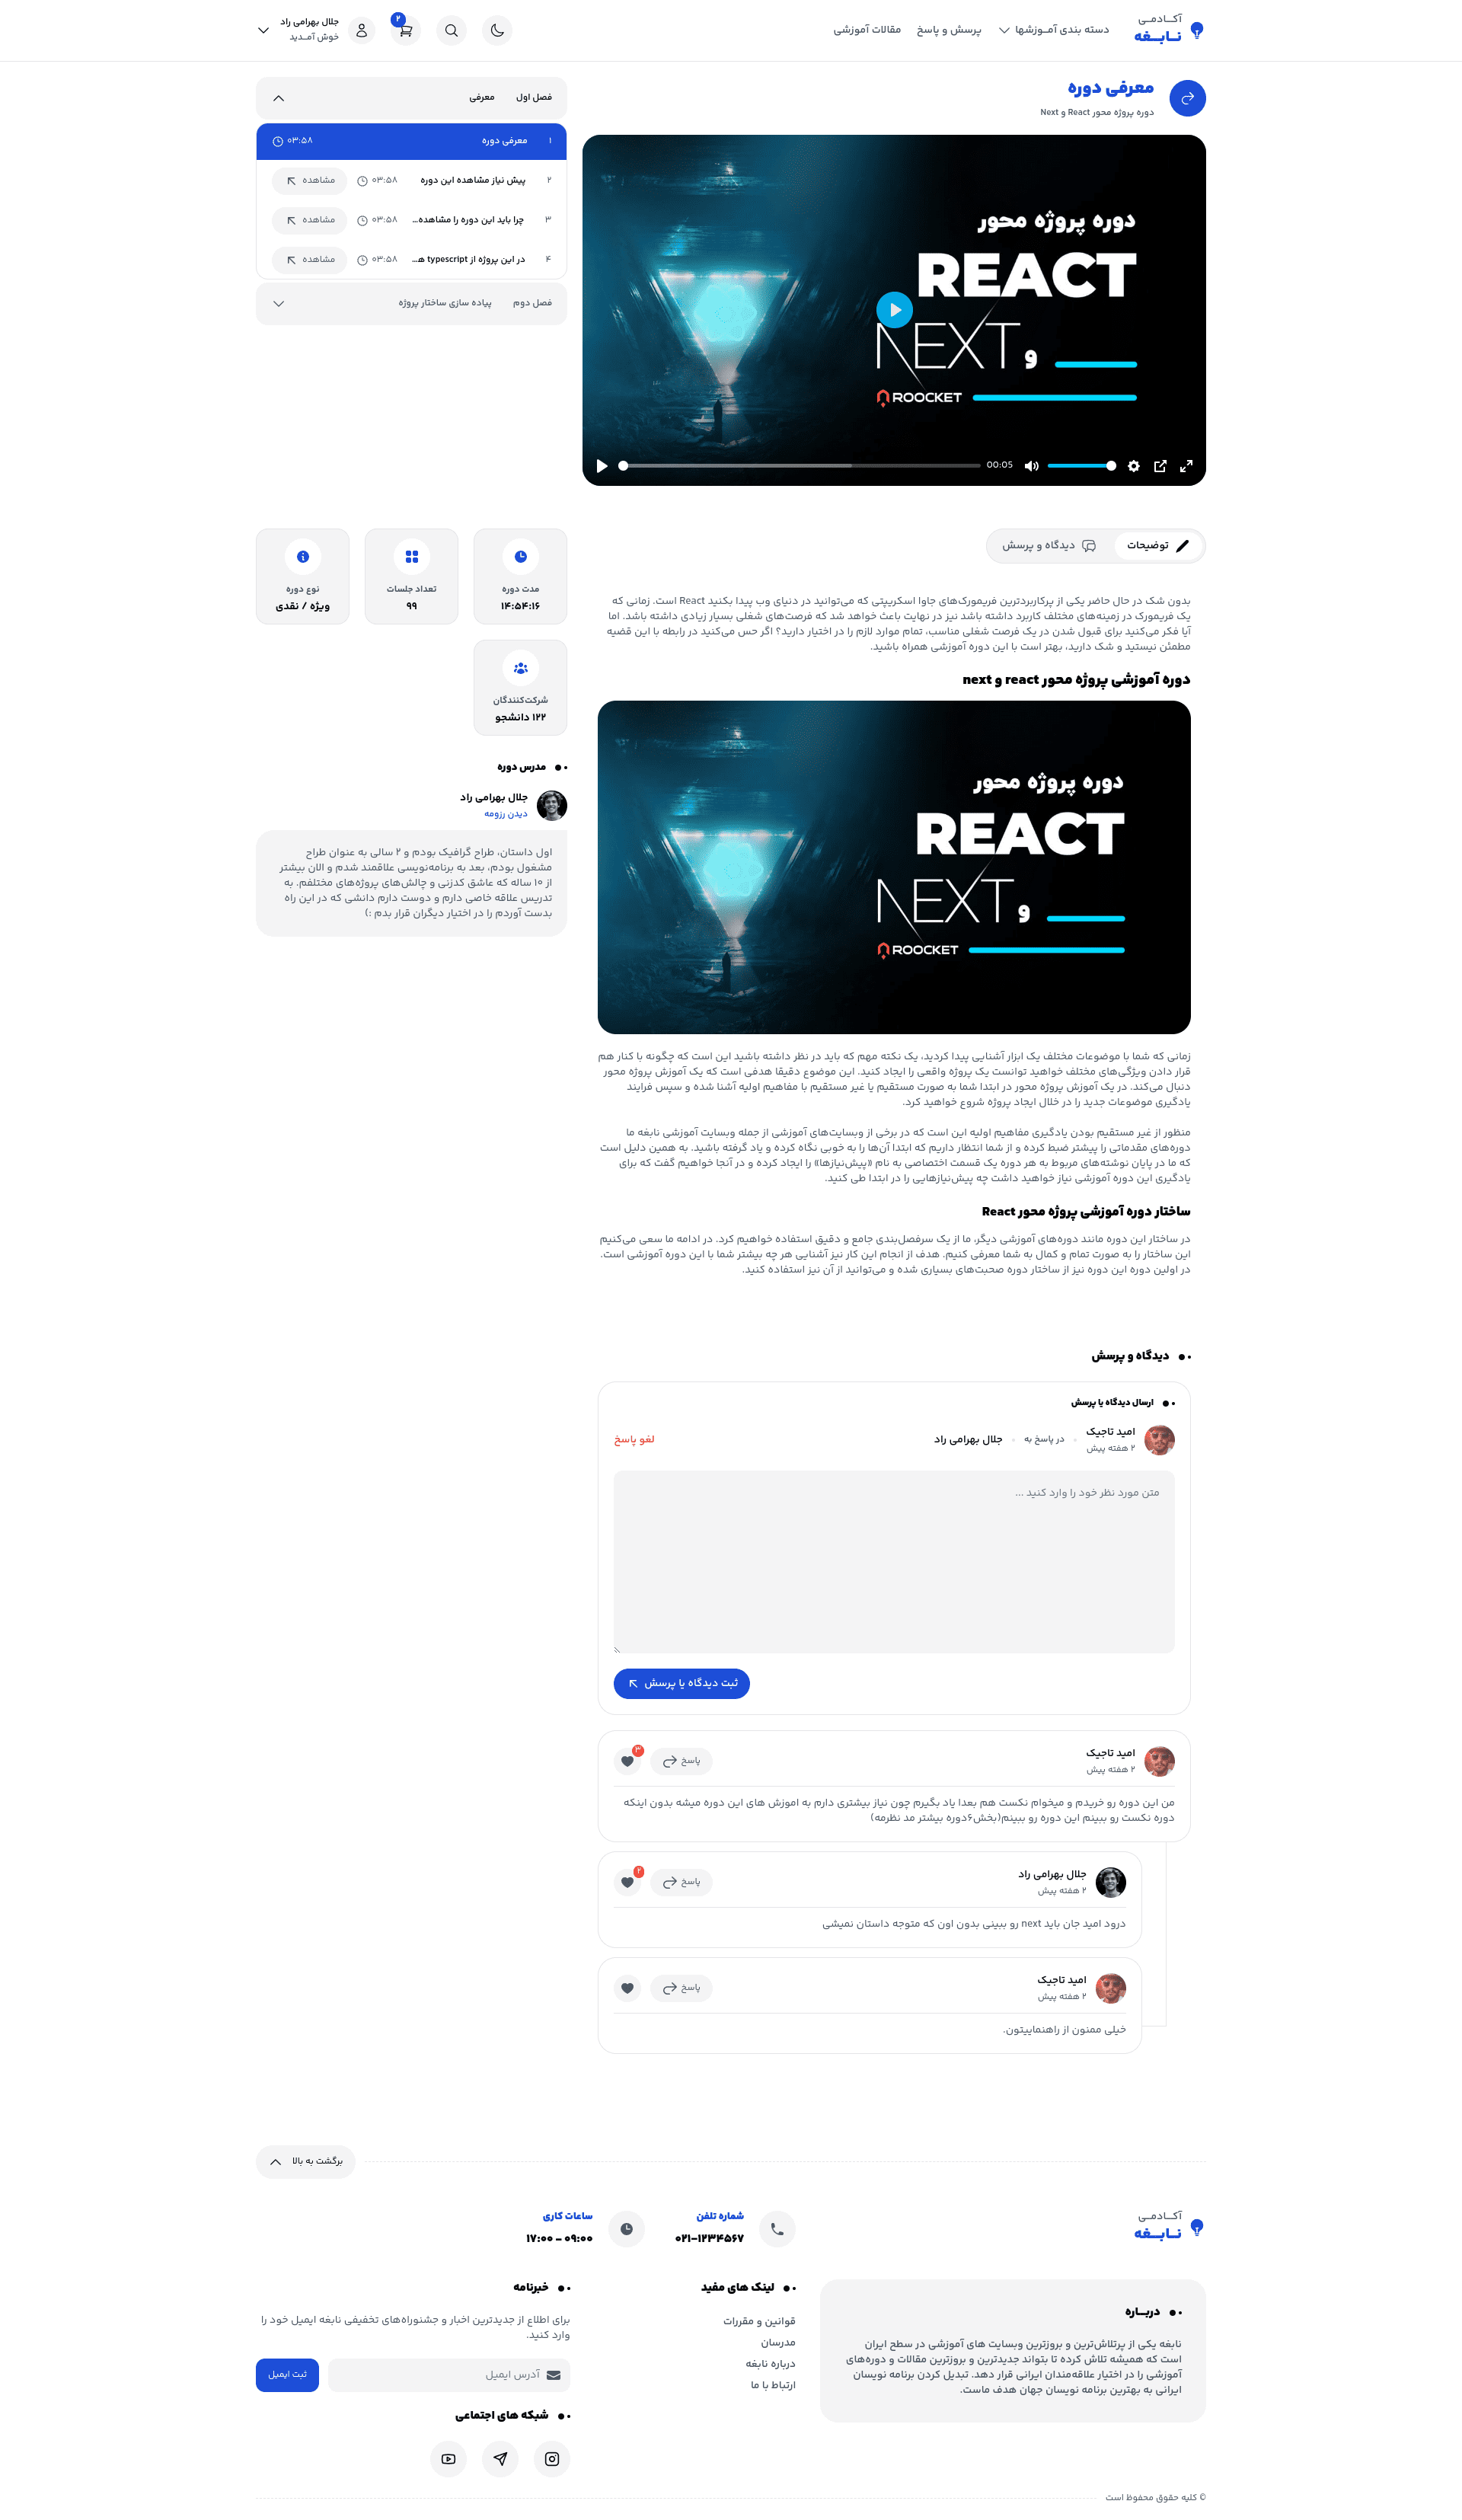 آکـــادمـــی
نـــابـــغه
دسته بندی آمـــوزشها
پرسش و پاسخ
مقالات آموزشی
۲
جلال بهرامی راد
خوش آمـــدید
معرفی دوره
دوره پروژه محور React و Next
دوره پروژه محور
REACT
NEXT و
ROOCKET
00:05
فصل اول معرفی
۱ معرفی دوره ۰۳:۵۸
۲ پیش نیاز مشاهده این دوره ۰۳:۵۸ مشاهده
۳ چرا باید این دوره را مشاهده... ۰۳:۵۸ مشاهده
۴ در این پروژه از typescript هـ... ۰۳:۵۸ مشاهده
فصل دوم پیاده سازی ساختار پروژه
توضیحات
دیدگاه و پرسش
بدون شک در حال حاضر یکی از پرکاربردترین فریمورک‌های جاوا اسکریپتی که می‌توانید در دنیای وب پیدا بکنید React است. زمانی که
یک فریمورک در زمینه‌های مختلف کاربرد داشته باشد نیز در نهایت باعث خواهد شد که فرصت‌های شغلی بسیار زیادی داشته باشد. اما
آیا فکر می‌کنید برای قبول شدن در یک فرصت شغلی مناسب، تمام موارد لازم را در اختیار دارید؟ اگر حس می‌کنید در رابطه با این قضیه
مطمئن نیستید و شک دارید، بهتر است با این دوره آموزشی همراه باشید.
دوره آموزشی پروژه محور react و next
دوره پروژه محور
REACT
NEXT و
ROOCKET
زمانی که شما با موضوعات مختلف یک ابزار آشنایی پیدا کردید، یک نکته مهم که باید در نظر داشته باشید این است که چگونه با کنار هم
قرار دادن ویژگی‌های مختلف خواهید توانست یک پروژه واقعی را ایجاد کنید. این موضوع دقیقا هدفی است که یک آموزش پروژه محور
دنبال می‌کند. در یک آموزش پروژه محور در ابتدا شما به صورت مستقیم یا غیر مستقیم با مفاهیم اولیه آشنا شده و سپس فرایند
یادگیری موضوعات جدید را در خلال ایجاد پروژه شروع خواهید کرد.
منظور از غیر مستقیم بودن یادگیری مفاهیم اولیه این است که در برخی از وبسایت‌های آموزشی از جمله وبسایت آموزشی نابغه ما
دوره‌های مقدماتی را پیشتر ضبط کرده و از شما انتظار داریم که ابتدا آن‌ها را به خوبی نگاه کرده و یاد گرفته باشید. به همین دلیل است
که ما در پایان نوشته‌های مربوط به هر دوره یک قسمت اختصاصی به نام «پیش‌نیازها» را ایجاد کرده و در آنجا خواهیم گفت که برای
یادگیری این دوره آموزشی نیاز خواهید داشت چه پیش‌نیازهایی را در ابتدا طی کنید.
ساختار دوره آموزشی پروژه محور React
در ساختار این دوره مانند دوره‌های آموزشی دیگر، ما از یک سرفصل‌بندی جامع و دقیق استفاده خواهیم کرد. در ادامه ما سعی می‌کنیم
این ساختار را به صورت تمام و کمال به شما معرفی کنیم. هدف از انجام این کار نیز آشنایی هر چه بیشتر شما با این دوره آموزشی است.
در اولین دوره این دوره نیز از ساختار دوره صحبت‌های بسیاری شده و می‌توانید از آن نیز استفاده کنید.
مدت دوره
۱۴:۵۴:۱۶
تعداد جلسات
۹۹
نوع دوره
ویژه / نقدی
شرکت‌کنندگان
۱۲۲ دانشجو
مدرس دوره
جلال بهرامی راد
دیدن رزومه
اول داستان، طراح گرافیک بودم و ۲ سالی به عنوان طراح
مشغول بودم، بعد به برنامه‌نویسی علاقمند شدم و الان بیشتر
از ۱۰ ساله که عاشق کدزنی و چالش‌های پروژه‌های مختلفم. به
تدریس علاقه خاصی دارم و دوست دارم دانشی که در این راه
بدست آوردم را در اختیار دیگران قرار بدم :)
دیدگاه و پرسش
ارسال دیدگاه یا پرسش
امید تاجیک
۲ هفته پیش
در پاسخ به
جلال بهرامی راد
لغو پاسخ
متن مورد نظر خود را وارد کنید ...
ثبت دیدگاه یا پرسش
امید تاجیک
۲ هفته پیش
پاسخ
۳
من این دوره رو خریدم و میخوام نکست هم بعدا یاد بگیرم چون نیاز بیشتری دارم به اموزش های این دوره میشه بدون اینکه
دوره نکست رو ببینم این دوره رو ببینم(بخش۶دوره بیشتر مد نظرمه)
جلال بهرامی راد
۲ هفته پیش
پاسخ
۲
درود امید جان باید next رو ببینی بدون اون که متوجه داستان نمیشی
امید تاجیک
۲ هفته پیش
پاسخ
خیلی ممنون از راهنماییتون.
برگشت به بالا
آکـــادمـــی
نـــابـــغه
شماره تلفن
۰۲۱-۱۲۳۴۵۶۷
ساعات کاری
۰۹:۰۰ - ۱۷:۰۰
دربـــاره
نابغه یکی از پرتلاش‌ترین و بروزترین وبسایت های آموزشی در سطح ایران
است که همیشه تلاش کرده تا بتواند جدیدترین و بروزترین مقالات و دوره‌های
آموزشی را در اختیار علاقه‌مندان ایرانی قرار دهد. تبدیل کردن برنامه نویسان
ایرانی به بهترین برنامه نویسان جهان هدف ماست.
لینک های مفید
قوانین و مقررات
مدرسان
درباره نابغه
ارتباط با ما
خبرنامه
برای اطلاع از جدیدترین اخبار و جشنواره‌های تخفیفی نابغه ایمیل خود را
وارد کنید.
آدرس ایمیل
ثبت ایمیل
شبکه های اجتماعی
© کلیه حقوق محفوظ است